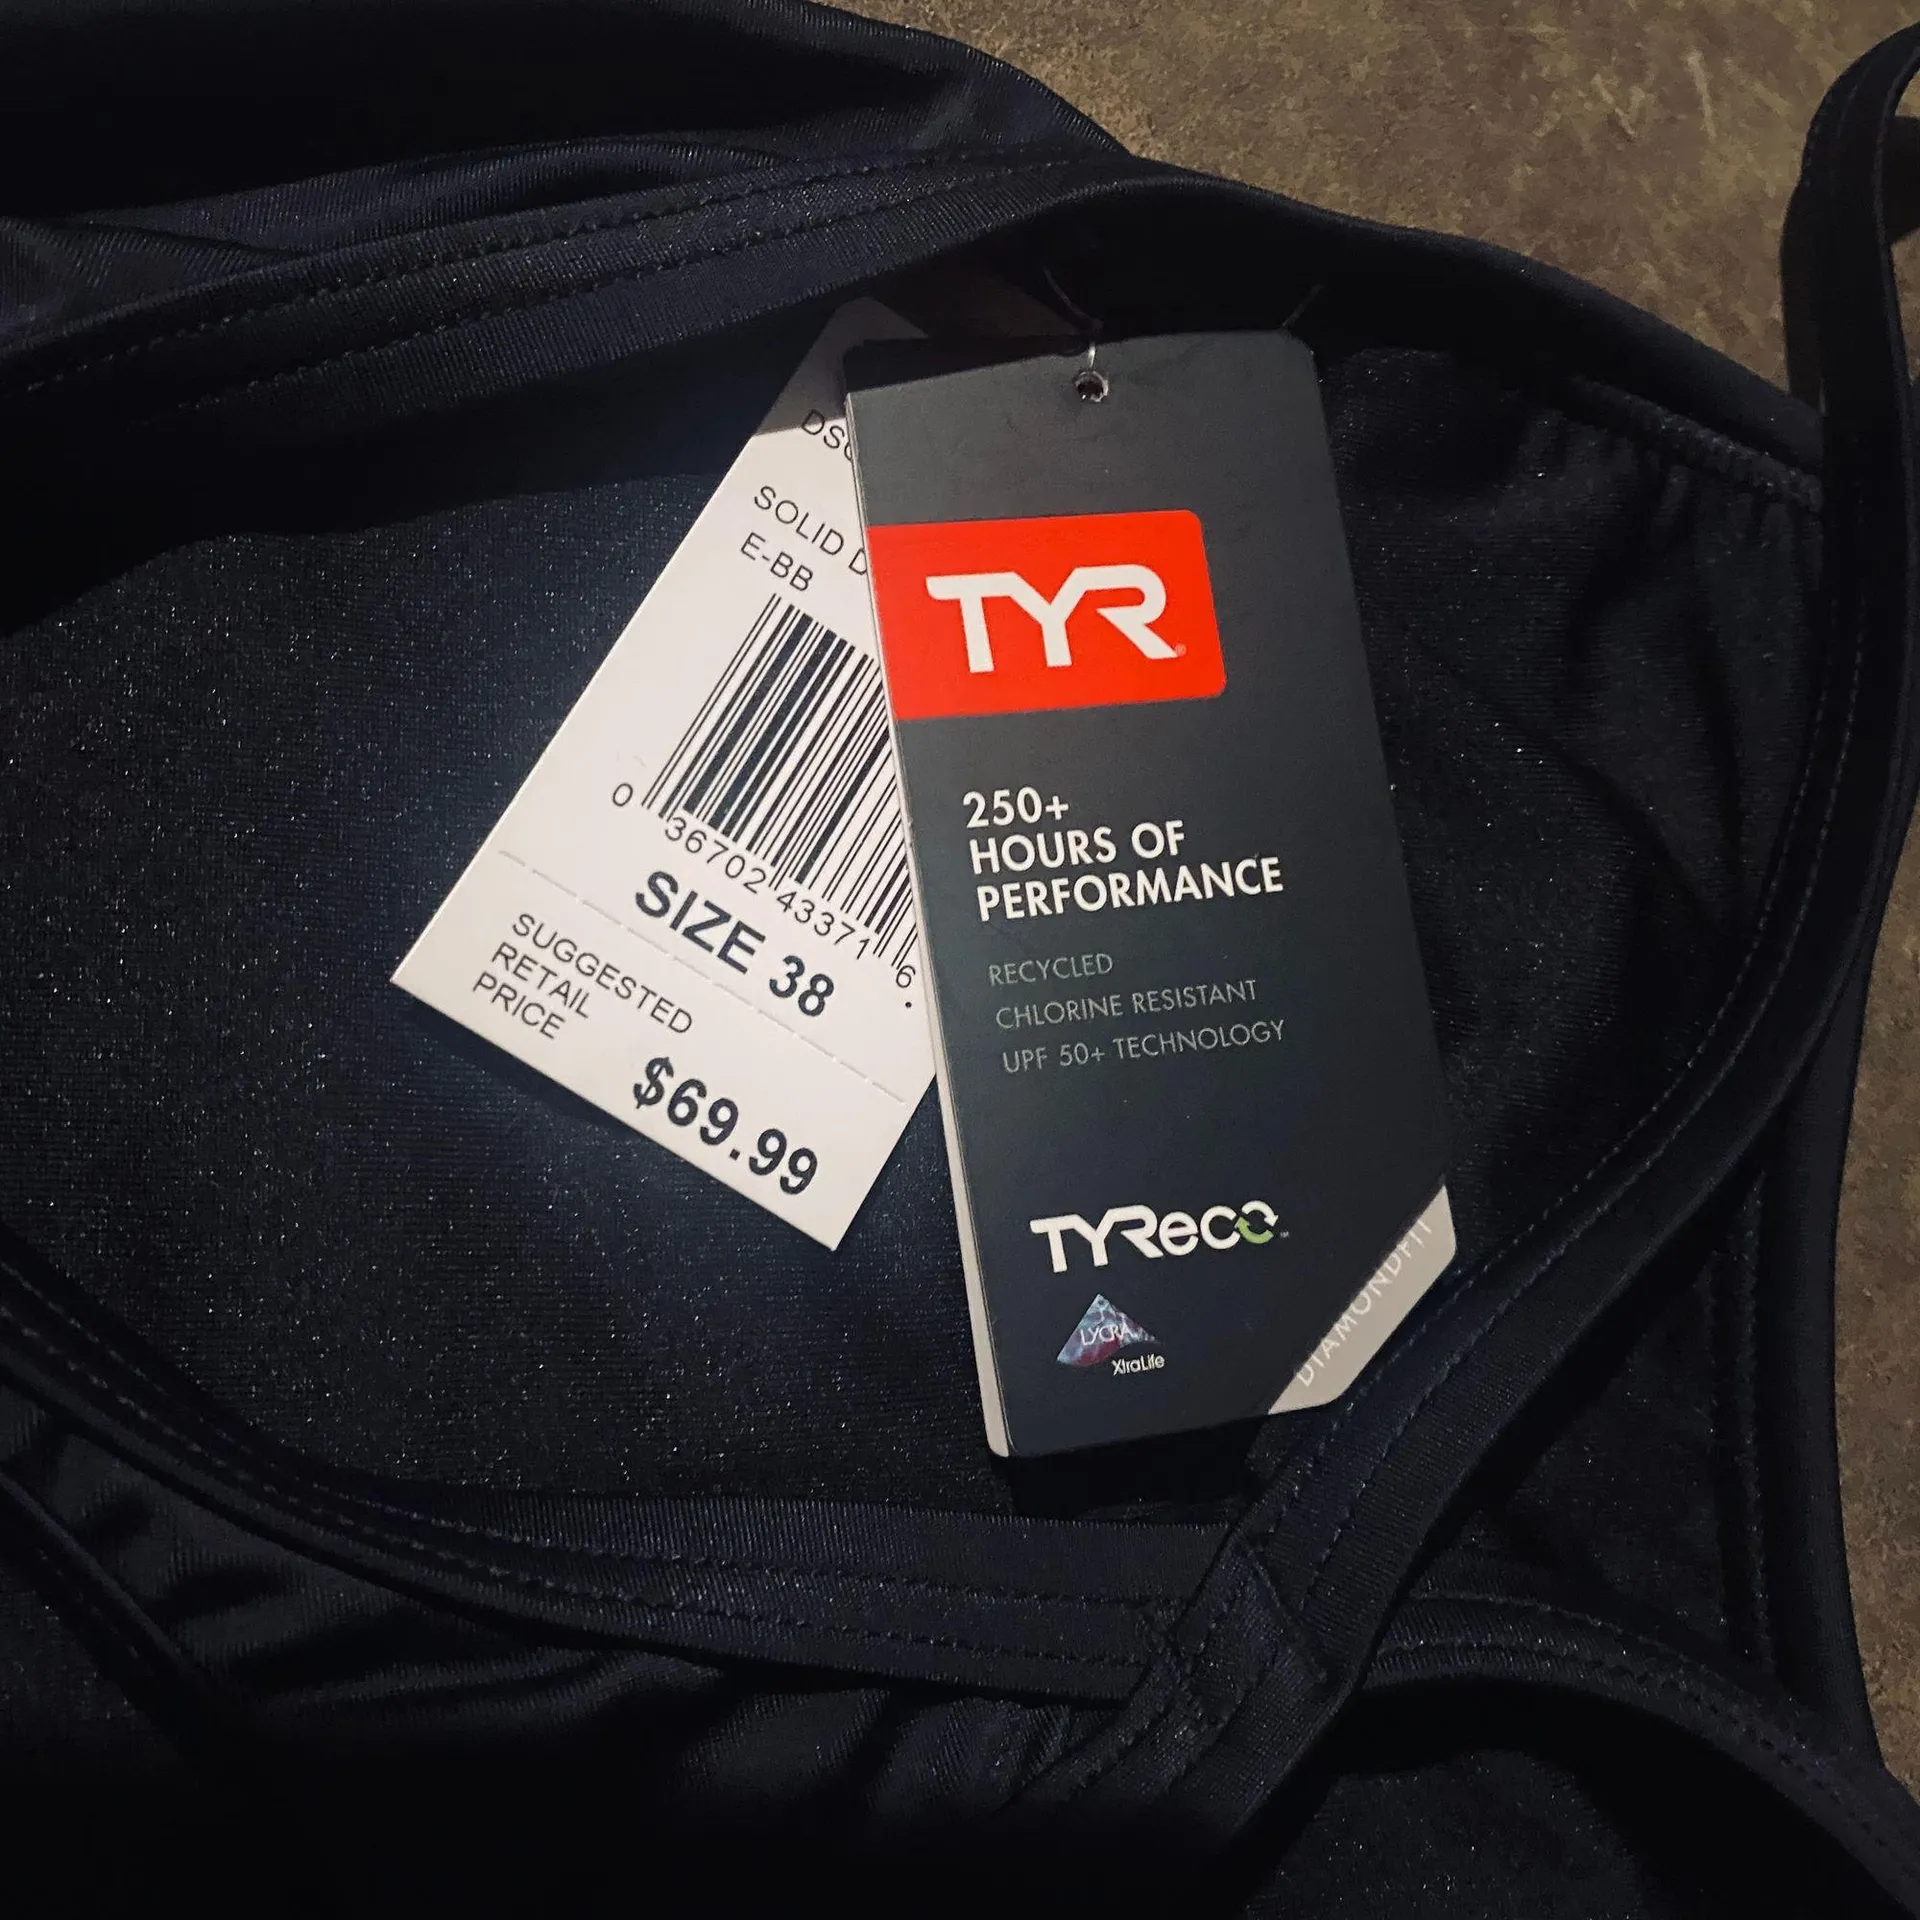 SOLID
E-BB
0 36702 43371 6
SIZE 38
SUGGESTED
RETAIL
PRICE
$69.99
TYR
250+
HOURS OF
PERFORMANCE
RECYCLED
CHLORINE RESISTANT
UPF 50+ TECHNOLOGY
TYReco
LYCRA
XtraLife
DIAMONDFIT